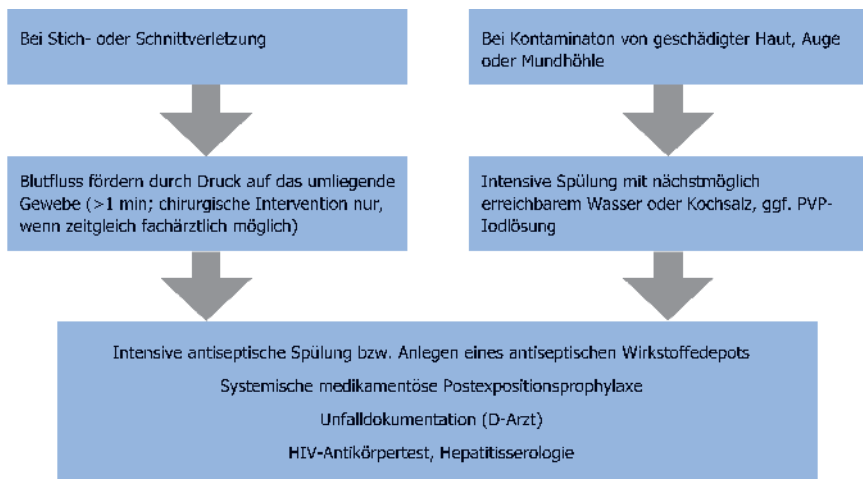 Bei Stich- oder Schnittverletzung
Bei Kontaminaton von geschädigter Haut, Auge
oder Mundhöhle
Blutfluss fördern durch Druck auf das umliegende
Gewebe (>1 min; chirurgische Intervention nur,
wenn zeitgleich fachärztlich möglich)
Intensive Spülung mit nächstmöglich
erreichbarem Wasser oder Kochsalz, ggf. PVP-
Iodlösung
Intensive antiseptische Spülung bzw. Anlegen eines antiseptischen Wirkstoffedepots
Systemische medikamentöse Postexpositionsprophylaxe
Unfalldokumentation (D-Arzt)
HIV-Antikörpertest, Hepatitisserologie